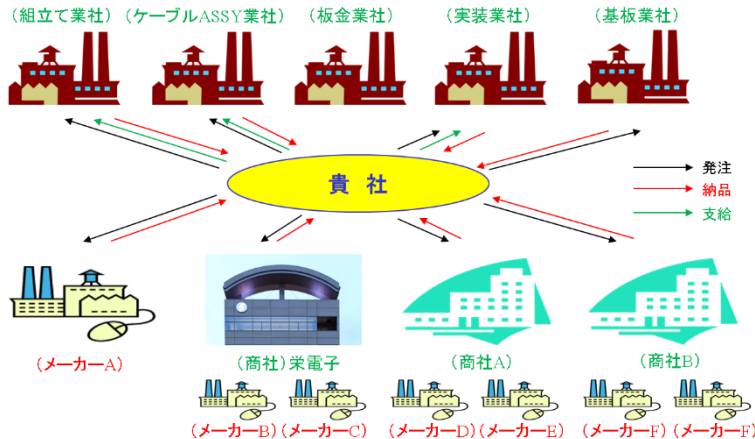 (組立て業社) (ケーブルASSY業社) (板金業社) (実装業社) (基板業社)
貴 社
発注
納品
支給
(メーカーA) (商社)栄電子 (商社A) (商社B)
(メーカーB) (メーカーC) (メーカーD) (メーカーE) (メーカーF) (メーカーF)